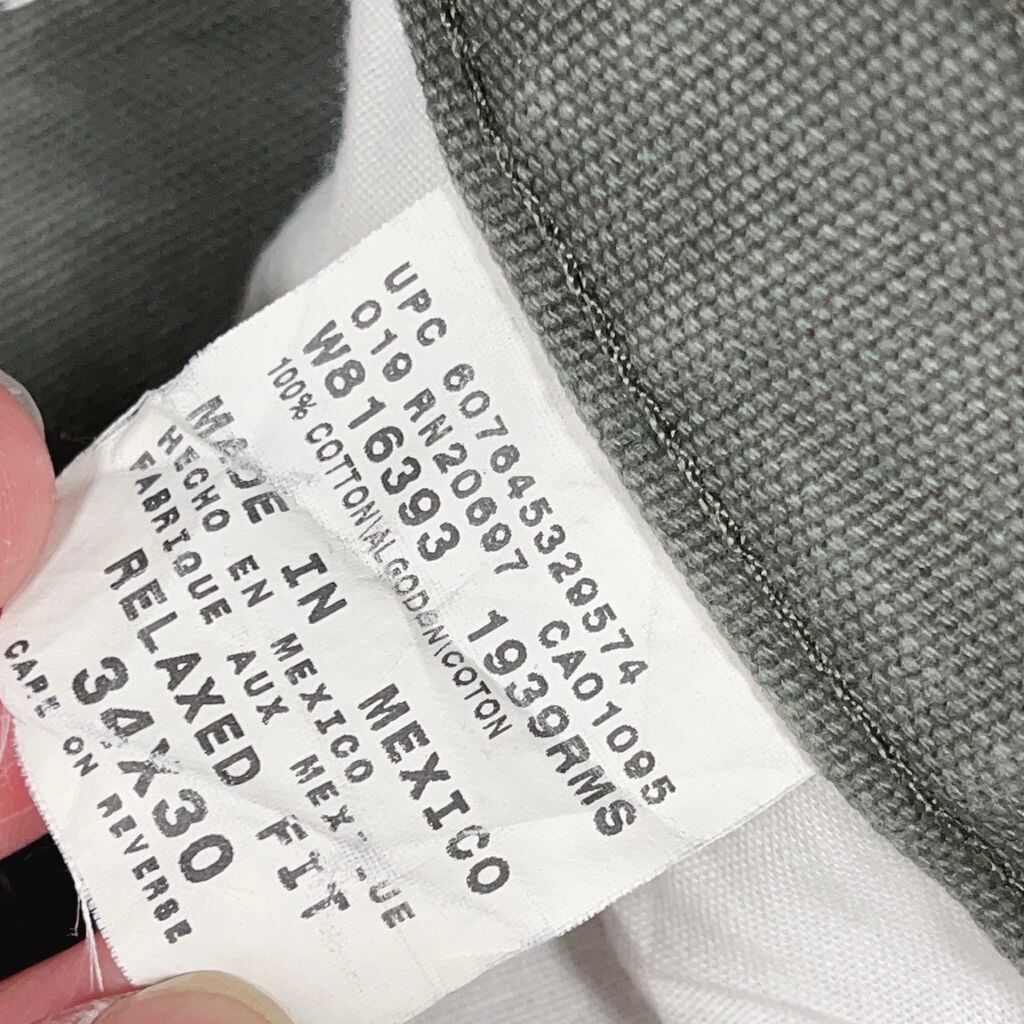 UPC 607645329574
019 RN20697 CA01095
W816393 1939RMS
100% COTTON\ALGODON\COTON
MADE IN MEXICO
HECHO EN MEXICO
FABRIQUE AUX MEXIQUE
RELAXED FIT
34X30
CARE ON REVERSE